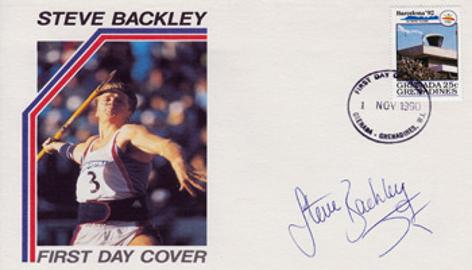 STEVE BACKLEY
3
FIRST DAY COVER
Barcelona '92
GRENADA 25c
GRENADINES
FIRST DAY O
1 NOV 1990
GRENADA - GRENADINES, W.I.
Steve Backley